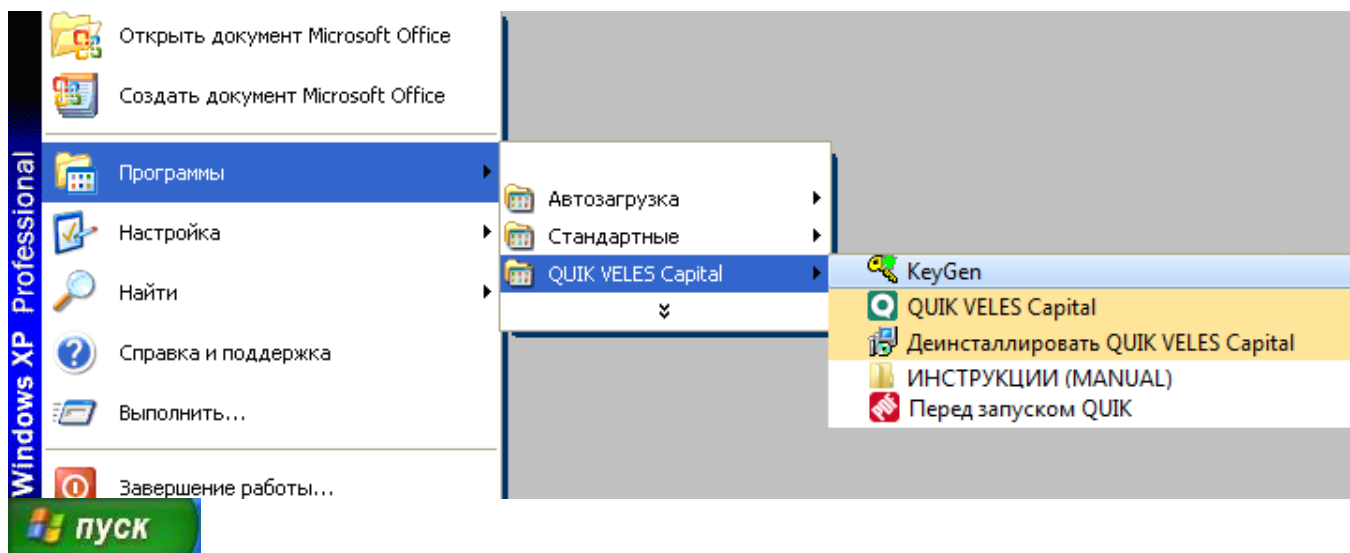 Windows XP Professional
Открыть документ Microsoft Office
Создать документ Microsoft Office
Программы
Настройка
Найти
Справка и поддержка
Выполнить...
Завершение работы...
Автозагрузка
Стандартные
QUIK VELES Capital
KeyGen
QUIK VELES Capital
Деинсталлировать QUIK VELES Capital
ИНСТРУКЦИИ (MANUAL)
Перед запуском QUIK
пуск